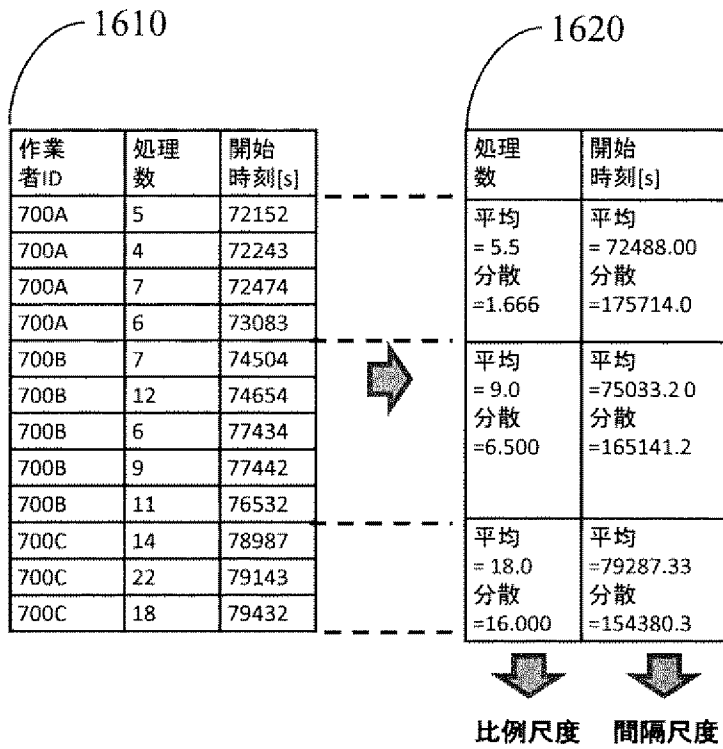 1610
1620
作業者ID 処理数 開始時刻[s]
700A 5 72152
700A 4 72243
700A 7 72474
700A 6 73083
700B 7 74504
700B 12 74654
700B 6 77434
700B 9 77442
700B 11 76532
700C 14 78987
700C 22 79143
700C 18 79432
処理数 開始時刻[s]
平均 平均
= 5.5 = 72488.00
分散 分散
=1.666 =175714.0
平均 平均
= 9.0 =75033.20
分散 分散
=6.500 =165141.2
平均 平均
= 18.0 =79287.33
分散 分散
=16.000 =154380.3
比例尺度 間隔尺度